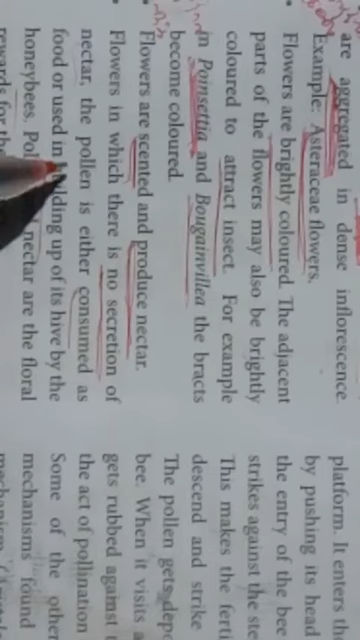 are aggregated in dense inflorescence.
Example: Asteraceae flowers.
• Flowers are brightly coloured. The adjacent
parts of the flowers may also be brightly
coloured to attract insect. For example
in Poinsettia and Bougainvillea the bracts
become coloured.
• Flowers are scented and produce nectar.
• Flowers in which there is no secretion of
nectar, the pollen is either consumed as
food or used in building up of its hive by the
honeybees. nectar are the floral
rewards for the
platform. It enters
by pushing its head
the entry of the bee
strikes against the
This makes the
descend and strike
The pollen gets
bee. When it visits a
gets rubbed against
the act of pollination
Some of the other
mechanisms found